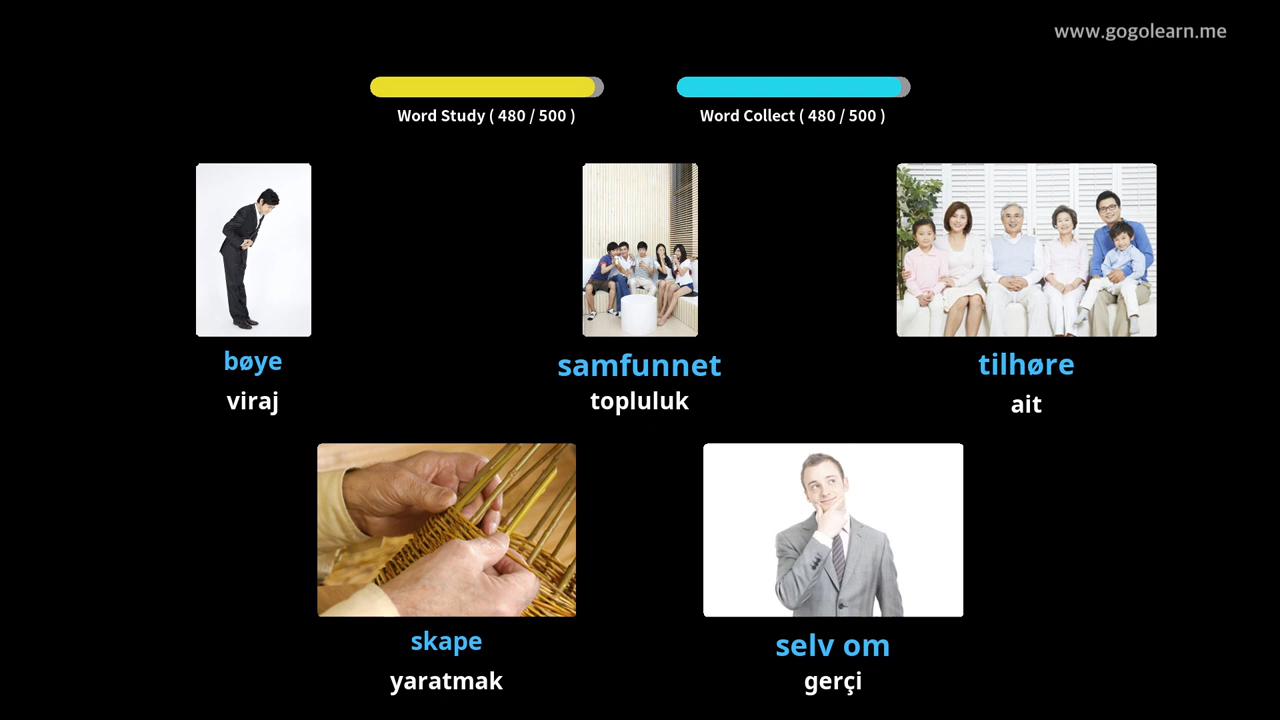 www.gogolearn.me
Word Study ( 480 / 500 )
Word Collect ( 480 / 500 )
bøye
viraj
samfunnet
topluluk
tilhøre
ait
skape
yaratmak
selv om
gerçi